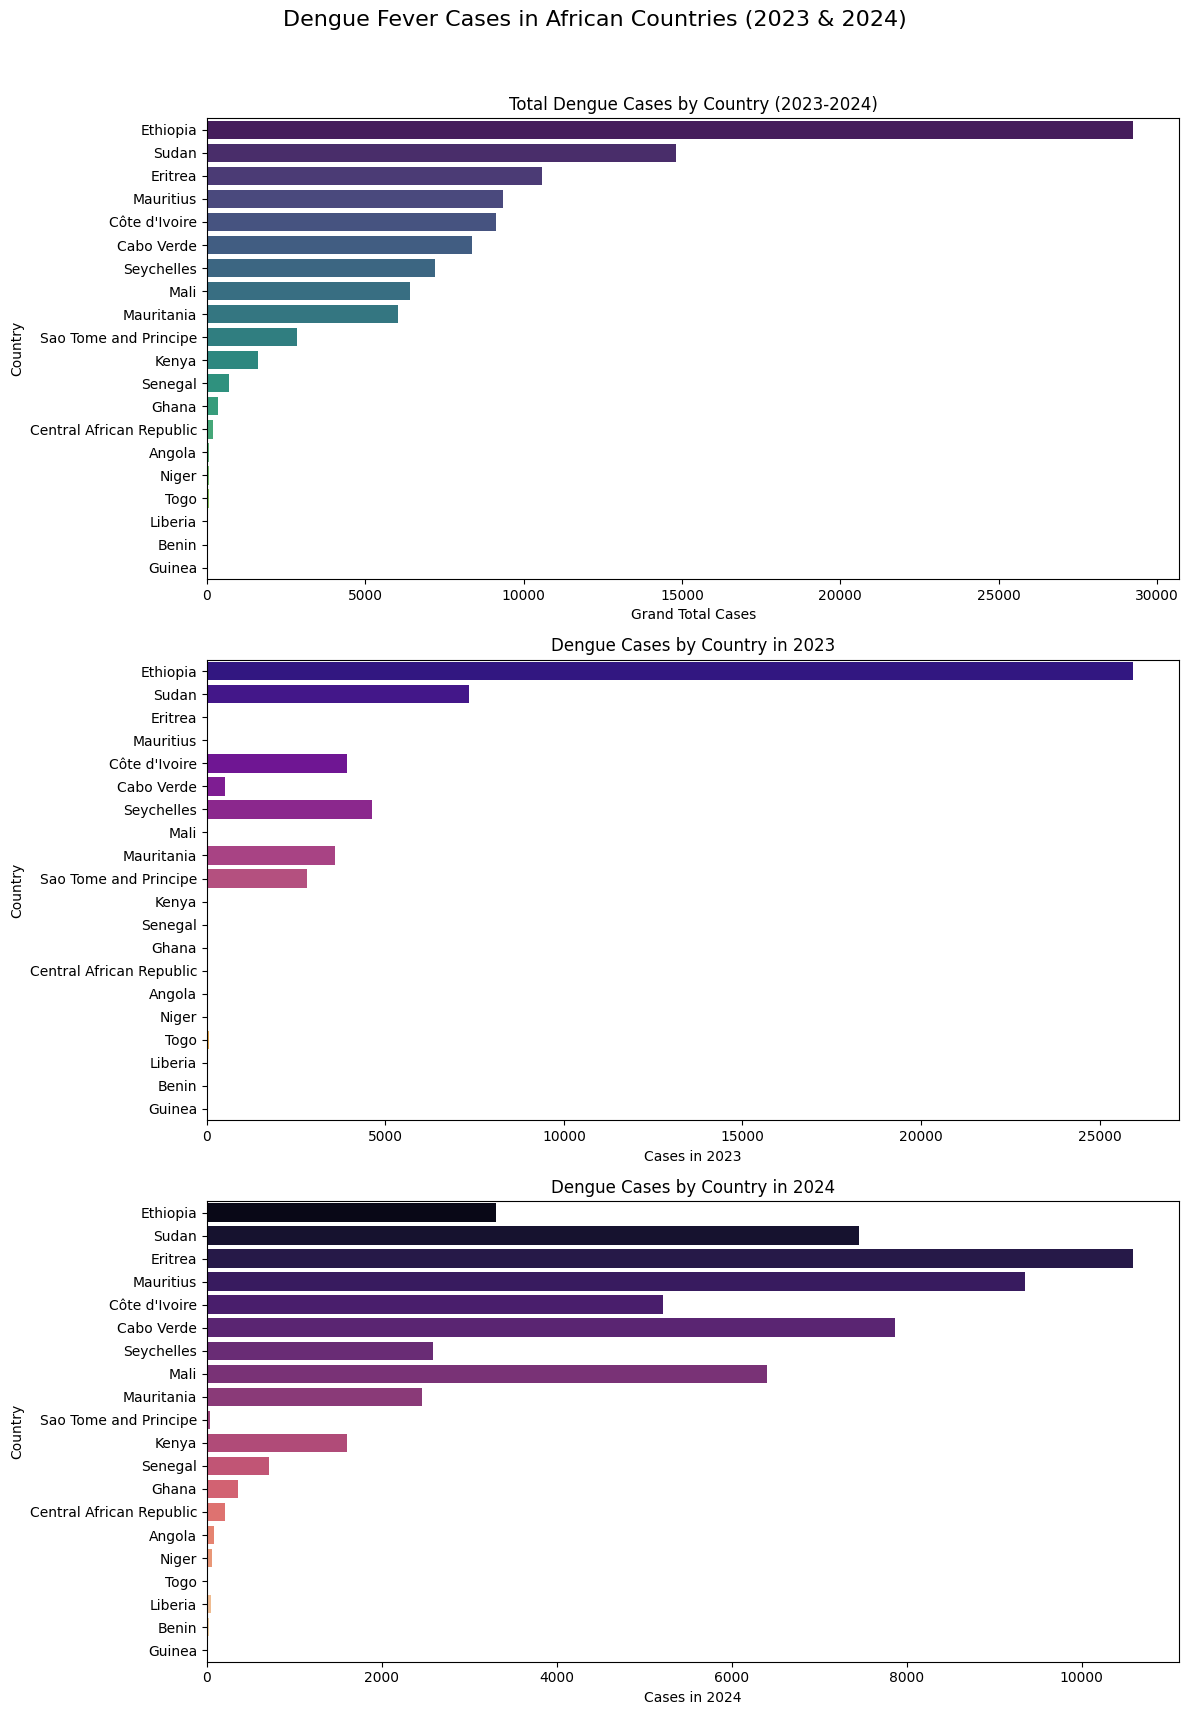 Dengue Fever Cases in African Countries (2023 & 2024)
Total Dengue Cases by Country (2023-2024)
Country
Ethiopia
Sudan
Eritrea
Mauritius
Côte d'Ivoire
Cabo Verde
Seychelles
Mali
Mauritania
Sao Tome and Principe
Kenya
Senegal
Ghana
Central African Republic
Angola
Niger
Togo
Liberia
Benin
Guinea
0 5000 10000 15000 20000 25000 30000
Grand Total Cases
Dengue Cases by Country in 2023
Country
Ethiopia
Sudan
Eritrea
Mauritius
Côte d'Ivoire
Cabo Verde
Seychelles
Mali
Mauritania
Sao Tome and Principe
Kenya
Senegal
Ghana
Central African Republic
Angola
Niger
Togo
Liberia
Benin
Guinea
0 5000 10000 15000 20000 25000
Cases in 2023
Dengue Cases by Country in 2024
Country
Ethiopia
Sudan
Eritrea
Mauritius
Côte d'Ivoire
Cabo Verde
Seychelles
Mali
Mauritania
Sao Tome and Principe
Kenya
Senegal
Ghana
Central African Republic
Angola
Niger
Togo
Liberia
Benin
Guinea
0 2000 4000 6000 8000 10000
Cases in 2024